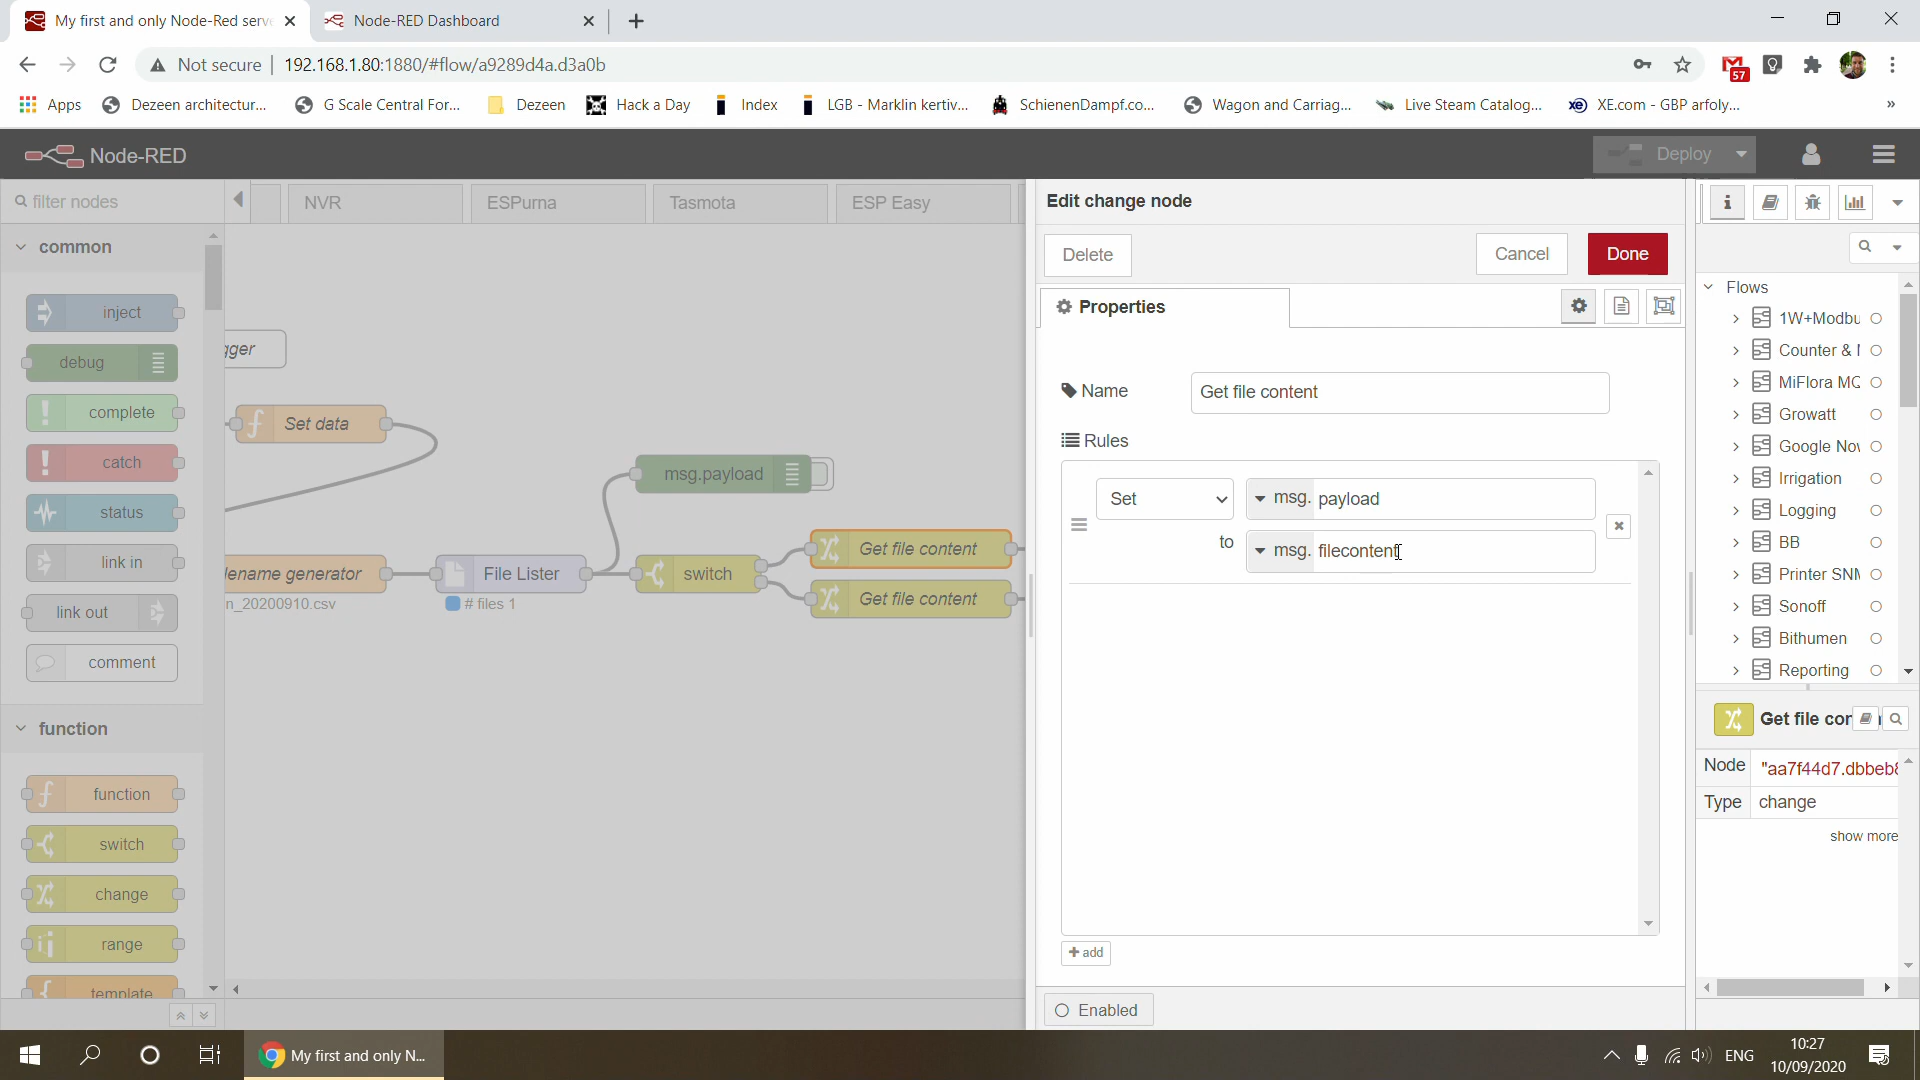 My first and only Node-Red serv
Node-RED Dashboard
Not secure
192.168.1.80:1880/#flow/a9289d4a.d3a0b
57
Apps
Dezeen architectur...
G Scale Central For...
Dezeen
Hack a Day
Index
LGB - Marklin kertiv...
SchienenDampf.co...
Wagon and Carriag...
Live Steam Catalog...
xe XE.com - GBP arfoly...
»
Node-RED
Deploy
filter nodes
NVR
ESPurna
Tasmota
ESP Easy
Edit change node
Delete
Cancel
Done
Properties
Name
Get file content
Rules
Set
msg. payload
to
msg. filecontent
add
Enabled
common
inject
debug
complete
catch
status
link in
link out
comment
function
function
switch
change
range
template
gger
Set data
msg.payload
lename generator
n_20200910.csv
File Lister
# files 1
switch
Get file content
Get file content
Flows
1W+Modbu
Counter &
MiFlora MQ
Growatt
Google No
Irrigation
Logging
BB
Printer SN
Sonoff
Bithumen
Reporting
Get file con
Node
"aa7f44d7.dbbeb8
Type
change
show more
My first and only N...
ENG
10:27
10/09/2020